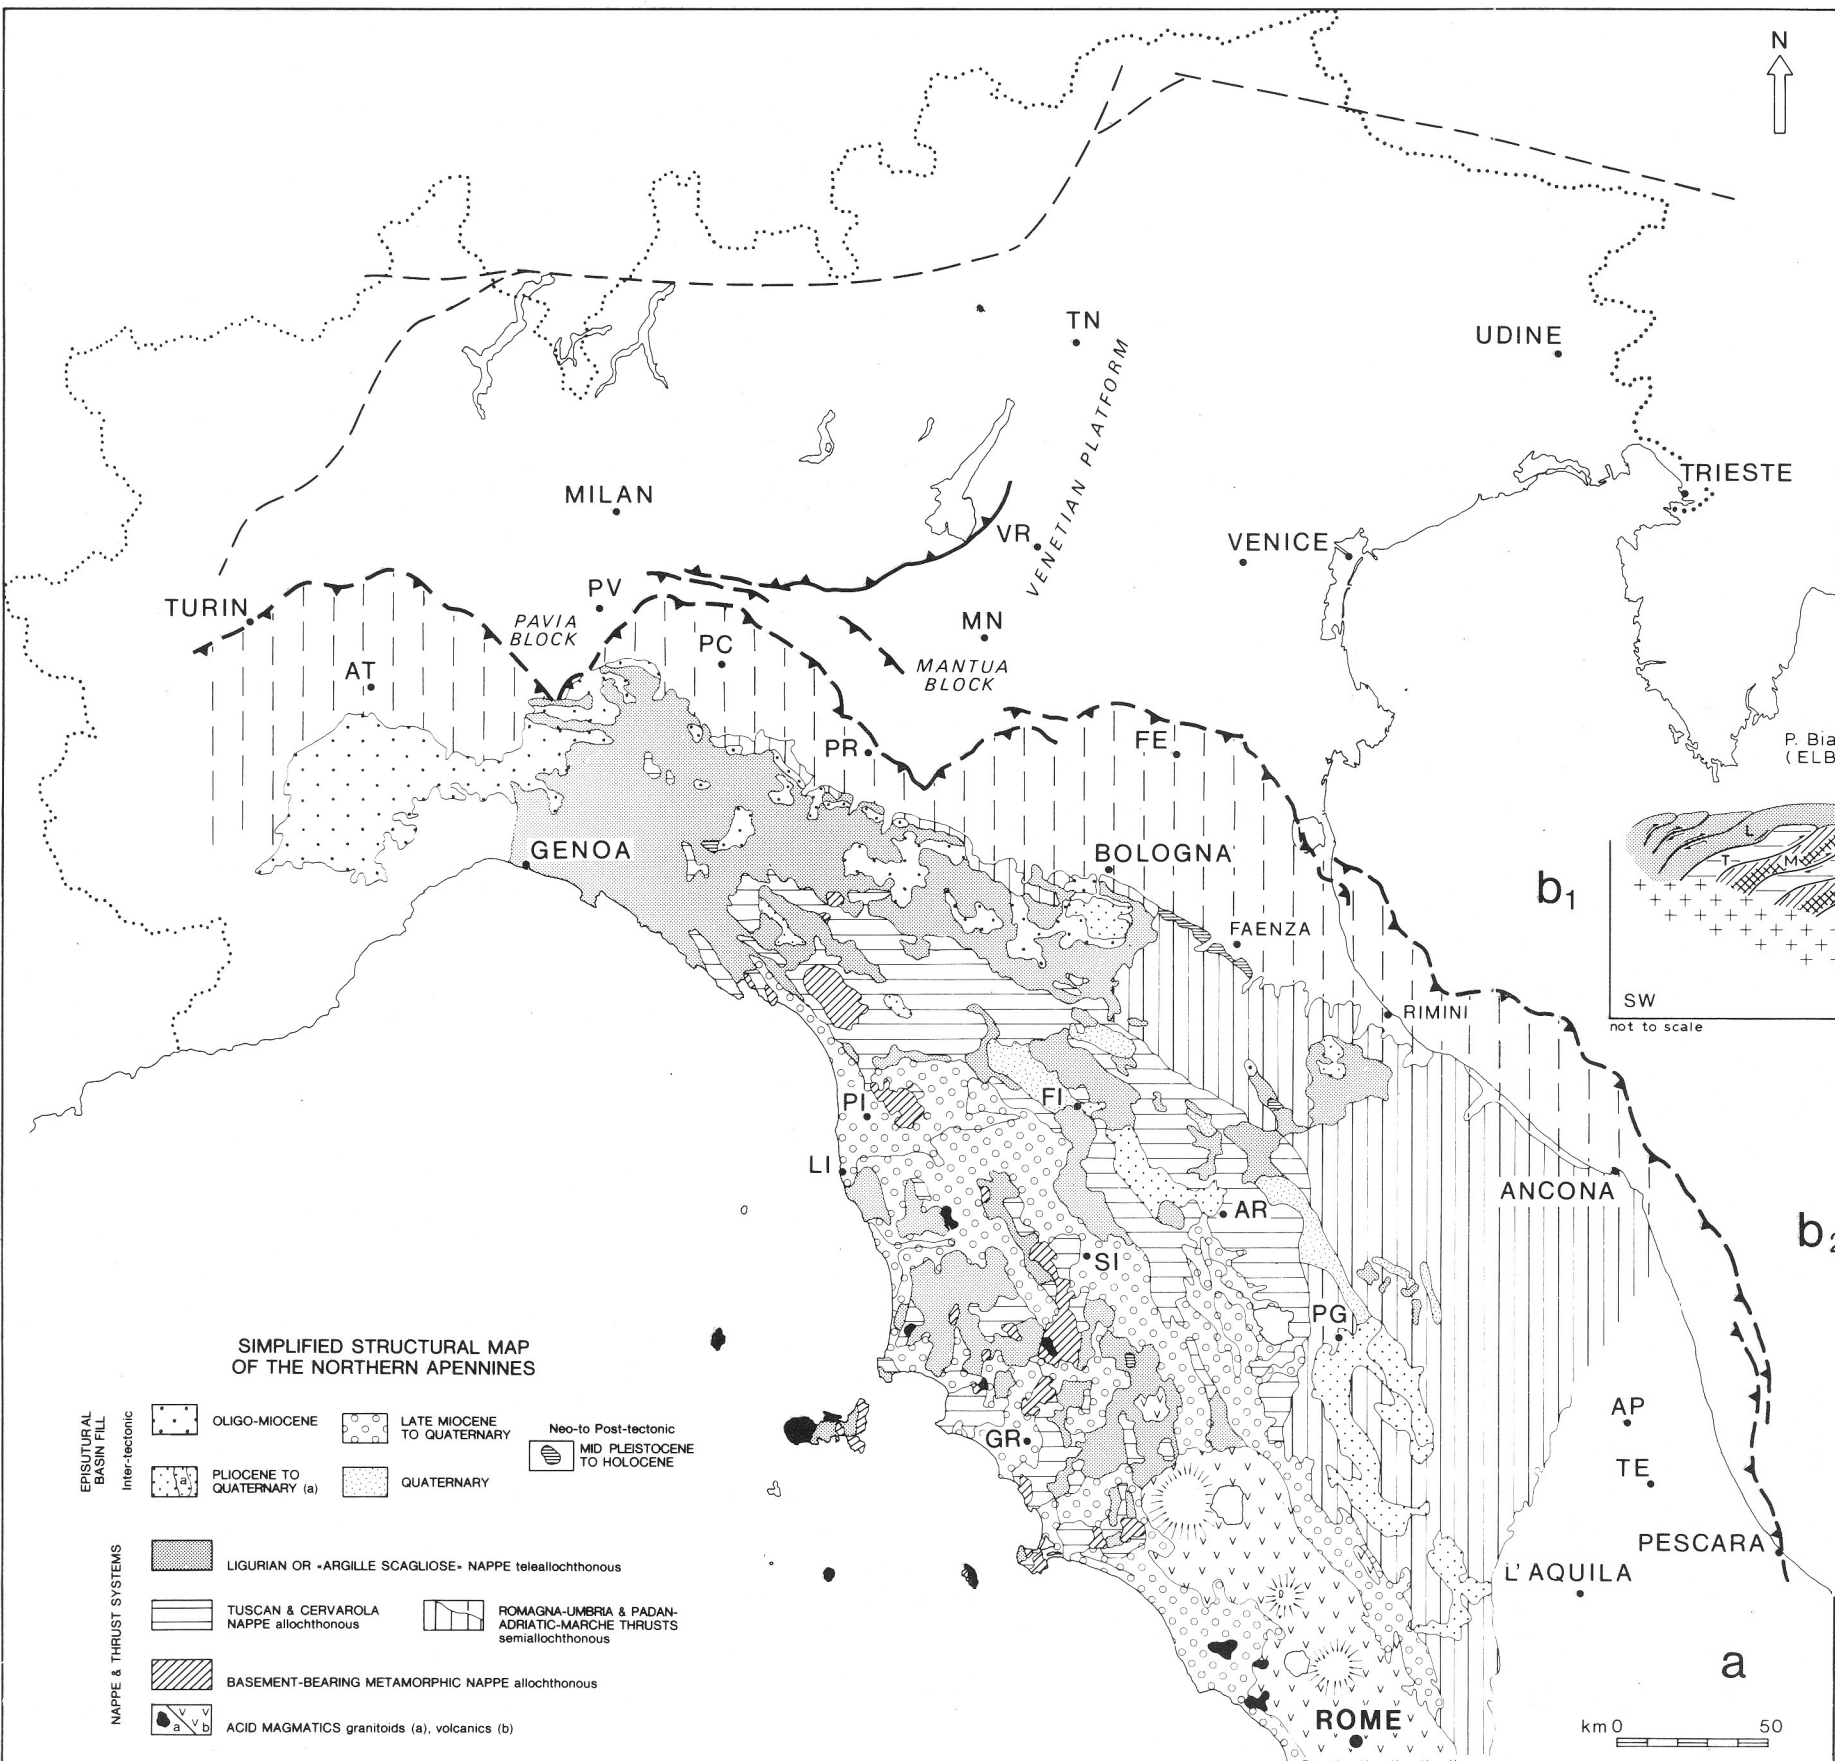 N
TN
UDINE
VENETIAN PLATFORM
TRIESTE
MILAN
VR
VENICE
TURIN
PV
PAVIA
BLOCK
MN
PC
MANTUA
BLOCK
AT
PR
FE
P. Bia
(ELB
GENOA
BOLOGNA
b1
L
T
M
FAENZA
SW
not to scale
RIMINI
PI
FI
LI
ANCONA
AR
b2
SI
PG
GR
AP
TE
PESCARA
L'AQUILA
a
ROME
km 0 50
SIMPLIFIED STRUCTURAL MAP
OF THE NORTHERN APENNINES
EPISUTURAL
BASIN FILL
Inter-tectonic
OLIGO-MIOCENE
LATE MIOCENE
TO QUATERNARY
Neo-to Post-tectonic
MID PLEISTOCENE
TO HOLOCENE
a
PLIOCENE TO
QUATERNARY (a)
QUATERNARY
NAPPE & THRUST SYSTEMS
LIGURIAN OR «ARGILLE SCAGLIOSE» NAPPE teleallochthonous
TUSCAN & CERVAROLA
NAPPE allochthonous
ROMAGNA-UMBRIA & PADAN-
ADRIATIC-MARCHE THRUSTS
semiallochthonous
BASEMENT-BEARING METAMORPHIC NAPPE allochthonous
a b
ACID MAGMATICS granitoids (a), volcanics (b)